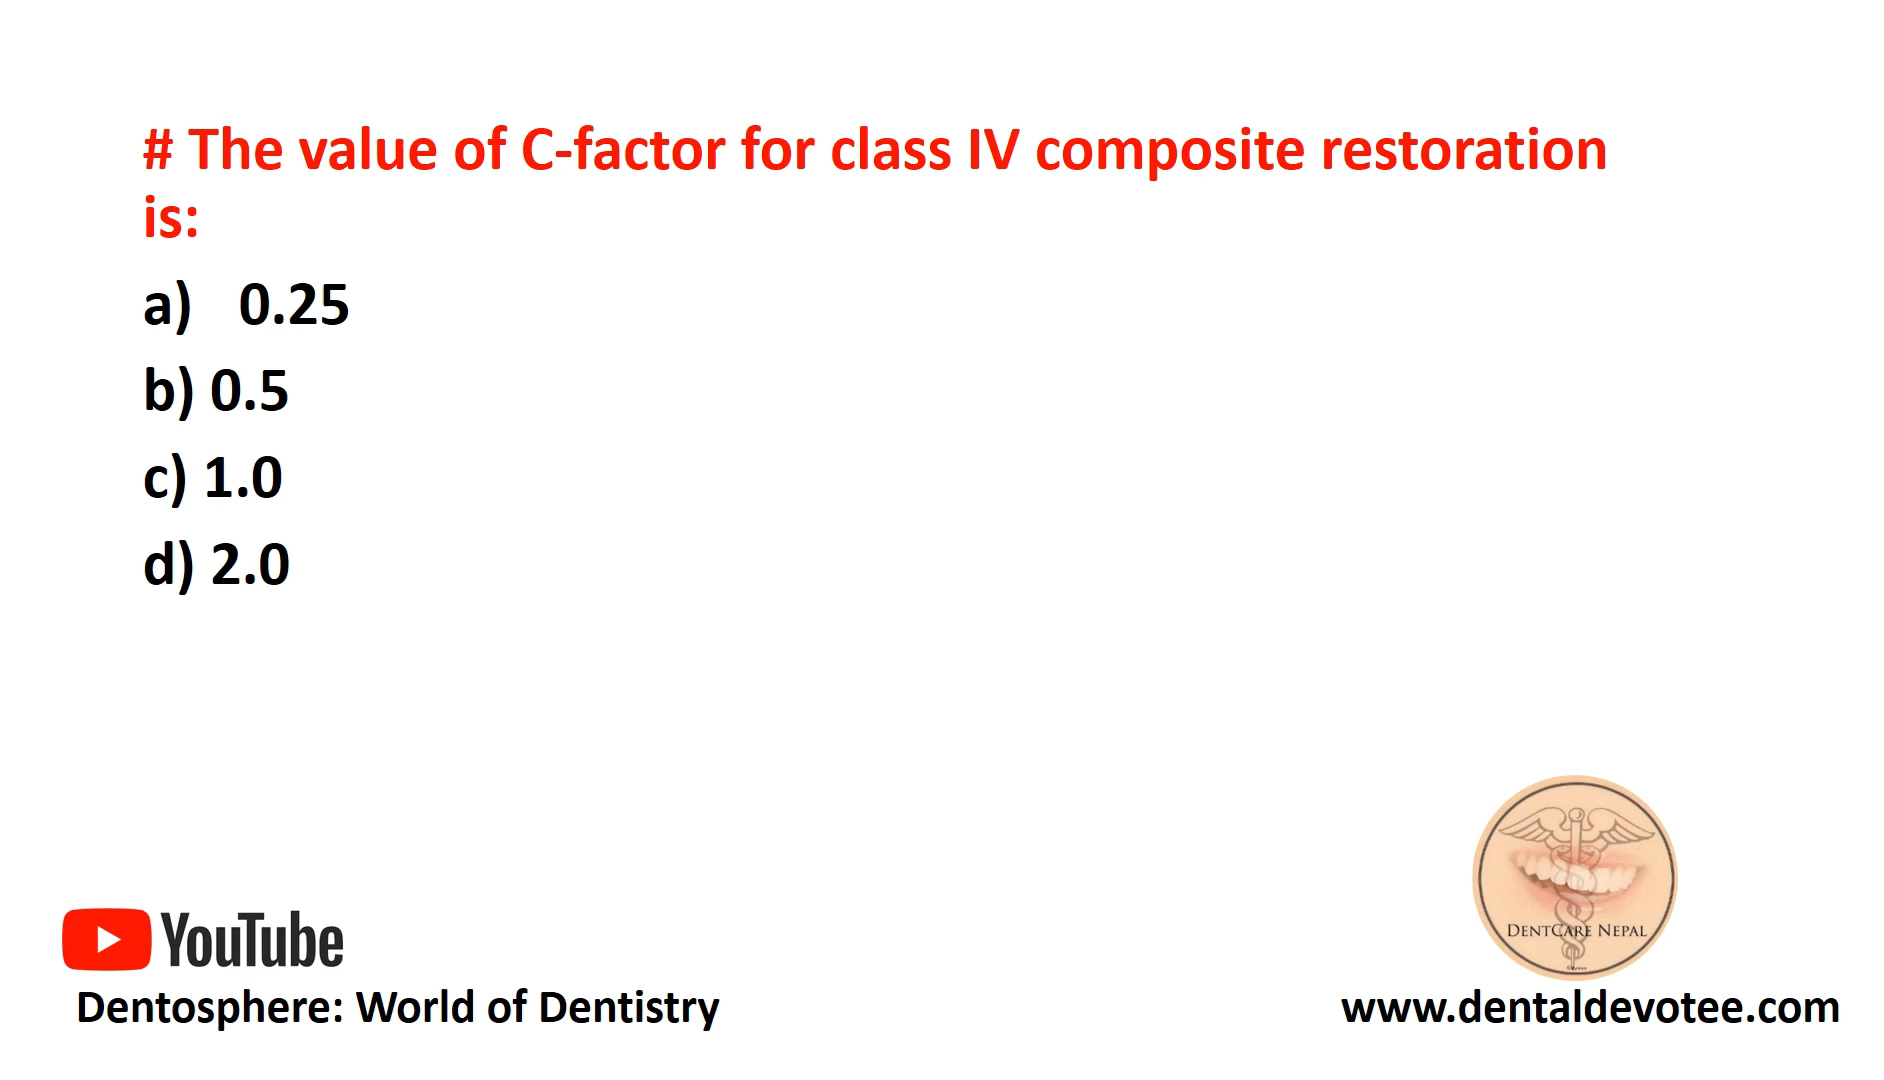 # The value of C-factor for class IV composite restoration
is:
a) 0.25
b) 0.5
c) 1.0
d) 2.0
DENTCARE NEPAL
YouTube
Dentosphere: World of Dentistry
www.dentaldevotee.com